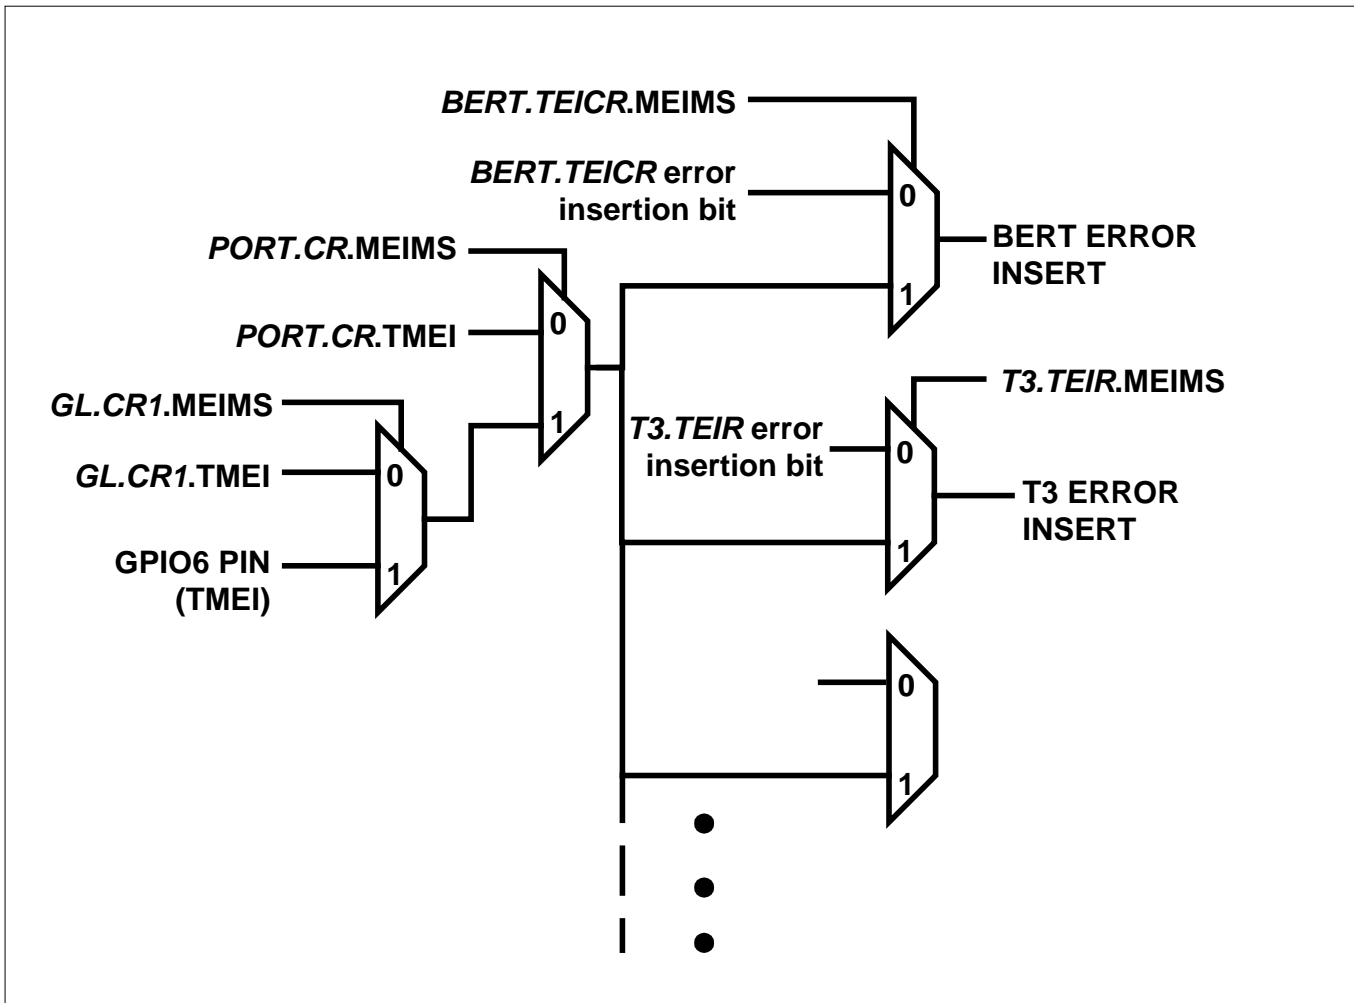 BERT.TEICR.MEIMS
BERT.TEICR error
insertion bit
0
1
BERT ERROR
INSERT
PORT.CR.MEIMS
PORT.CR.TMEI
0
1
GL.CR1.MEIMS
GL.CR1.TMEI
GPIO6 PIN
(TMEI)
0
1
T3.TEIR.MEIMS
T3.TEIR error
insertion bit
0
1
T3 ERROR
INSERT
0
1